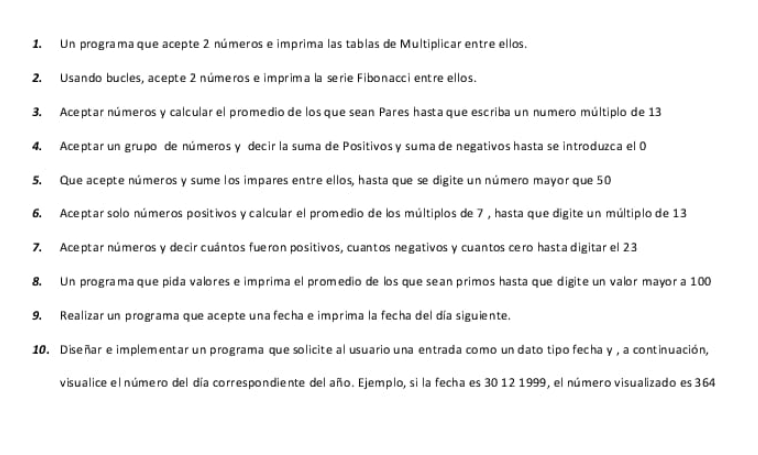 1. Un programa que acepte 2 números e imprima las tablas de Multiplicar entre ellos.
2. Usando bucles, acepte 2 números e imprima la serie Fibonacci entre ellos.
3. Aceptar números y calcular el promedio de los que sean Pares hasta que escriba un numero múltiplo de 13
4. Aceptar un grupo de números y decir la suma de Positivos y suma de negativos hasta se introduzca el 0
5. Que acepte números y sume los impares entre ellos, hasta que se digite un número mayor que 50
6. Aceptar solo números positivos y calcular el promedio de los múltiplos de 7 , hasta que digite un múltiplo de 13
7. Aceptar números y decir cuántos fueron positivos, cuantos negativos y cuantos cero hasta digitar el 23
8. Un programa que pida valores e imprima el promedio de los que sean primos hasta que digite un valor mayor a 100
9. Realizar un programa que acepte una fecha e imprima la fecha del día siguiente.
10. Diseñar e implementar un programa que solicite al usuario una entrada como un dato tipo fecha y , a continuación,
visualice el número del día correspondiente del año. Ejemplo, si la fecha es 30 12 1999, el número visualizado es 364